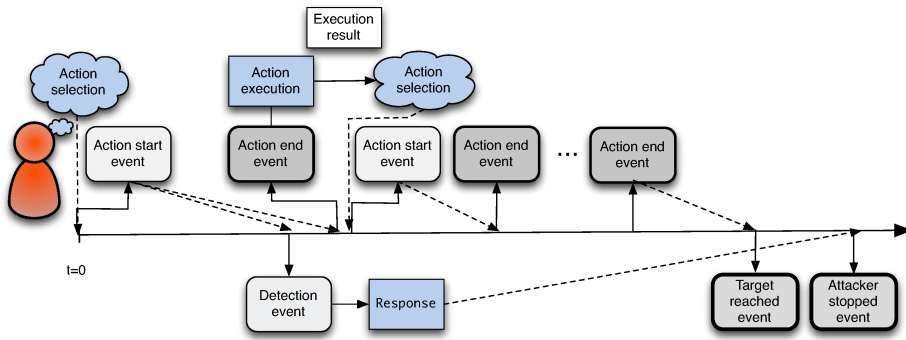 Execution
result
Action
selection
Action
execution
Action
selection
Action start
event
Action end
event
Action start
event
Action end
event
...
Action end
event
t=0
Detection
event
Response
Target
reached
event
Attacker
stopped
event